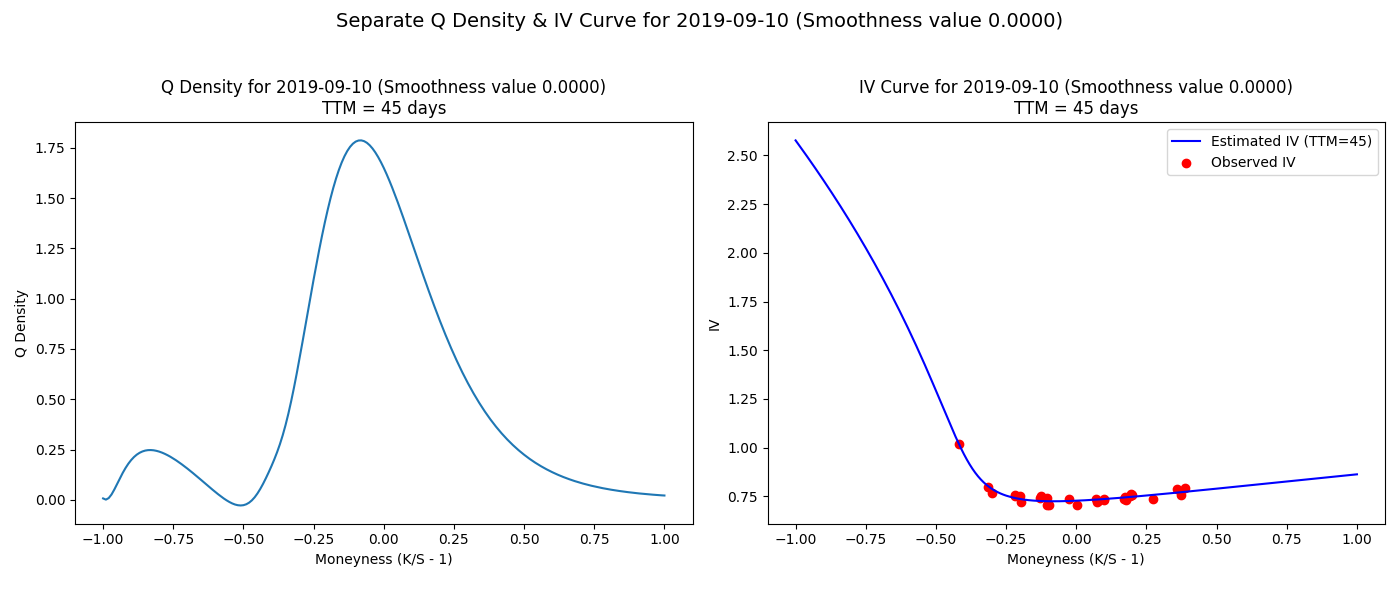 Separate Q Density & IV Curve for 2019-09-10 (Smoothness value 0.0000)
Q Density for 2019-09-10 (Smoothness value 0.0000)
TTM = 45 days
Q Density
1.75
1.50
1.25
1.00
0.75
0.50
0.25
0.00
−1.00 −0.75 −0.50 −0.25 0.00 0.25 0.50 0.75 1.00
Moneyness (K/S - 1)
IV Curve for 2019-09-10 (Smoothness value 0.0000)
TTM = 45 days
Estimated IV (TTM=45)
Observed IV
IV
2.50
2.25
2.00
1.75
1.50
1.25
1.00
0.75
−1.00 −0.75 −0.50 −0.25 0.00 0.25 0.50 0.75 1.00
Moneyness (K/S - 1)